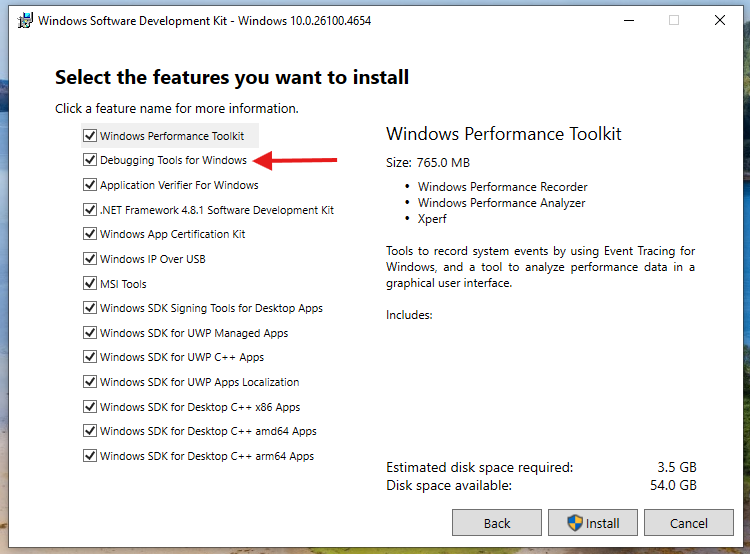 Windows Software Development Kit - Windows 10.0.26100.4654
Select the features you want to install
Click a feature name for more information.
Windows Performance Toolkit
Debugging Tools for Windows
Application Verifier For Windows
.NET Framework 4.8.1 Software Development Kit
Windows App Certification Kit
Windows IP Over USB
MSI Tools
Windows SDK Signing Tools for Desktop Apps
Windows SDK for UWP Managed Apps
Windows SDK for UWP C++ Apps
Windows SDK for UWP Apps Localization
Windows SDK for Desktop C++ x86 Apps
Windows SDK for Desktop C++ amd64 Apps
Windows SDK for Desktop C++ arm64 Apps
Windows Performance Toolkit
Size: 765.0 MB
• Windows Performance Recorder
• Windows Performance Analyzer
• Xperf
Tools to record system events by using Event Tracing for
Windows, and a tool to analyze performance data in a
graphical user interface.
Includes:
Estimated disk space required: 3.5 GB
Disk space available: 54.0 GB
Back Install Cancel